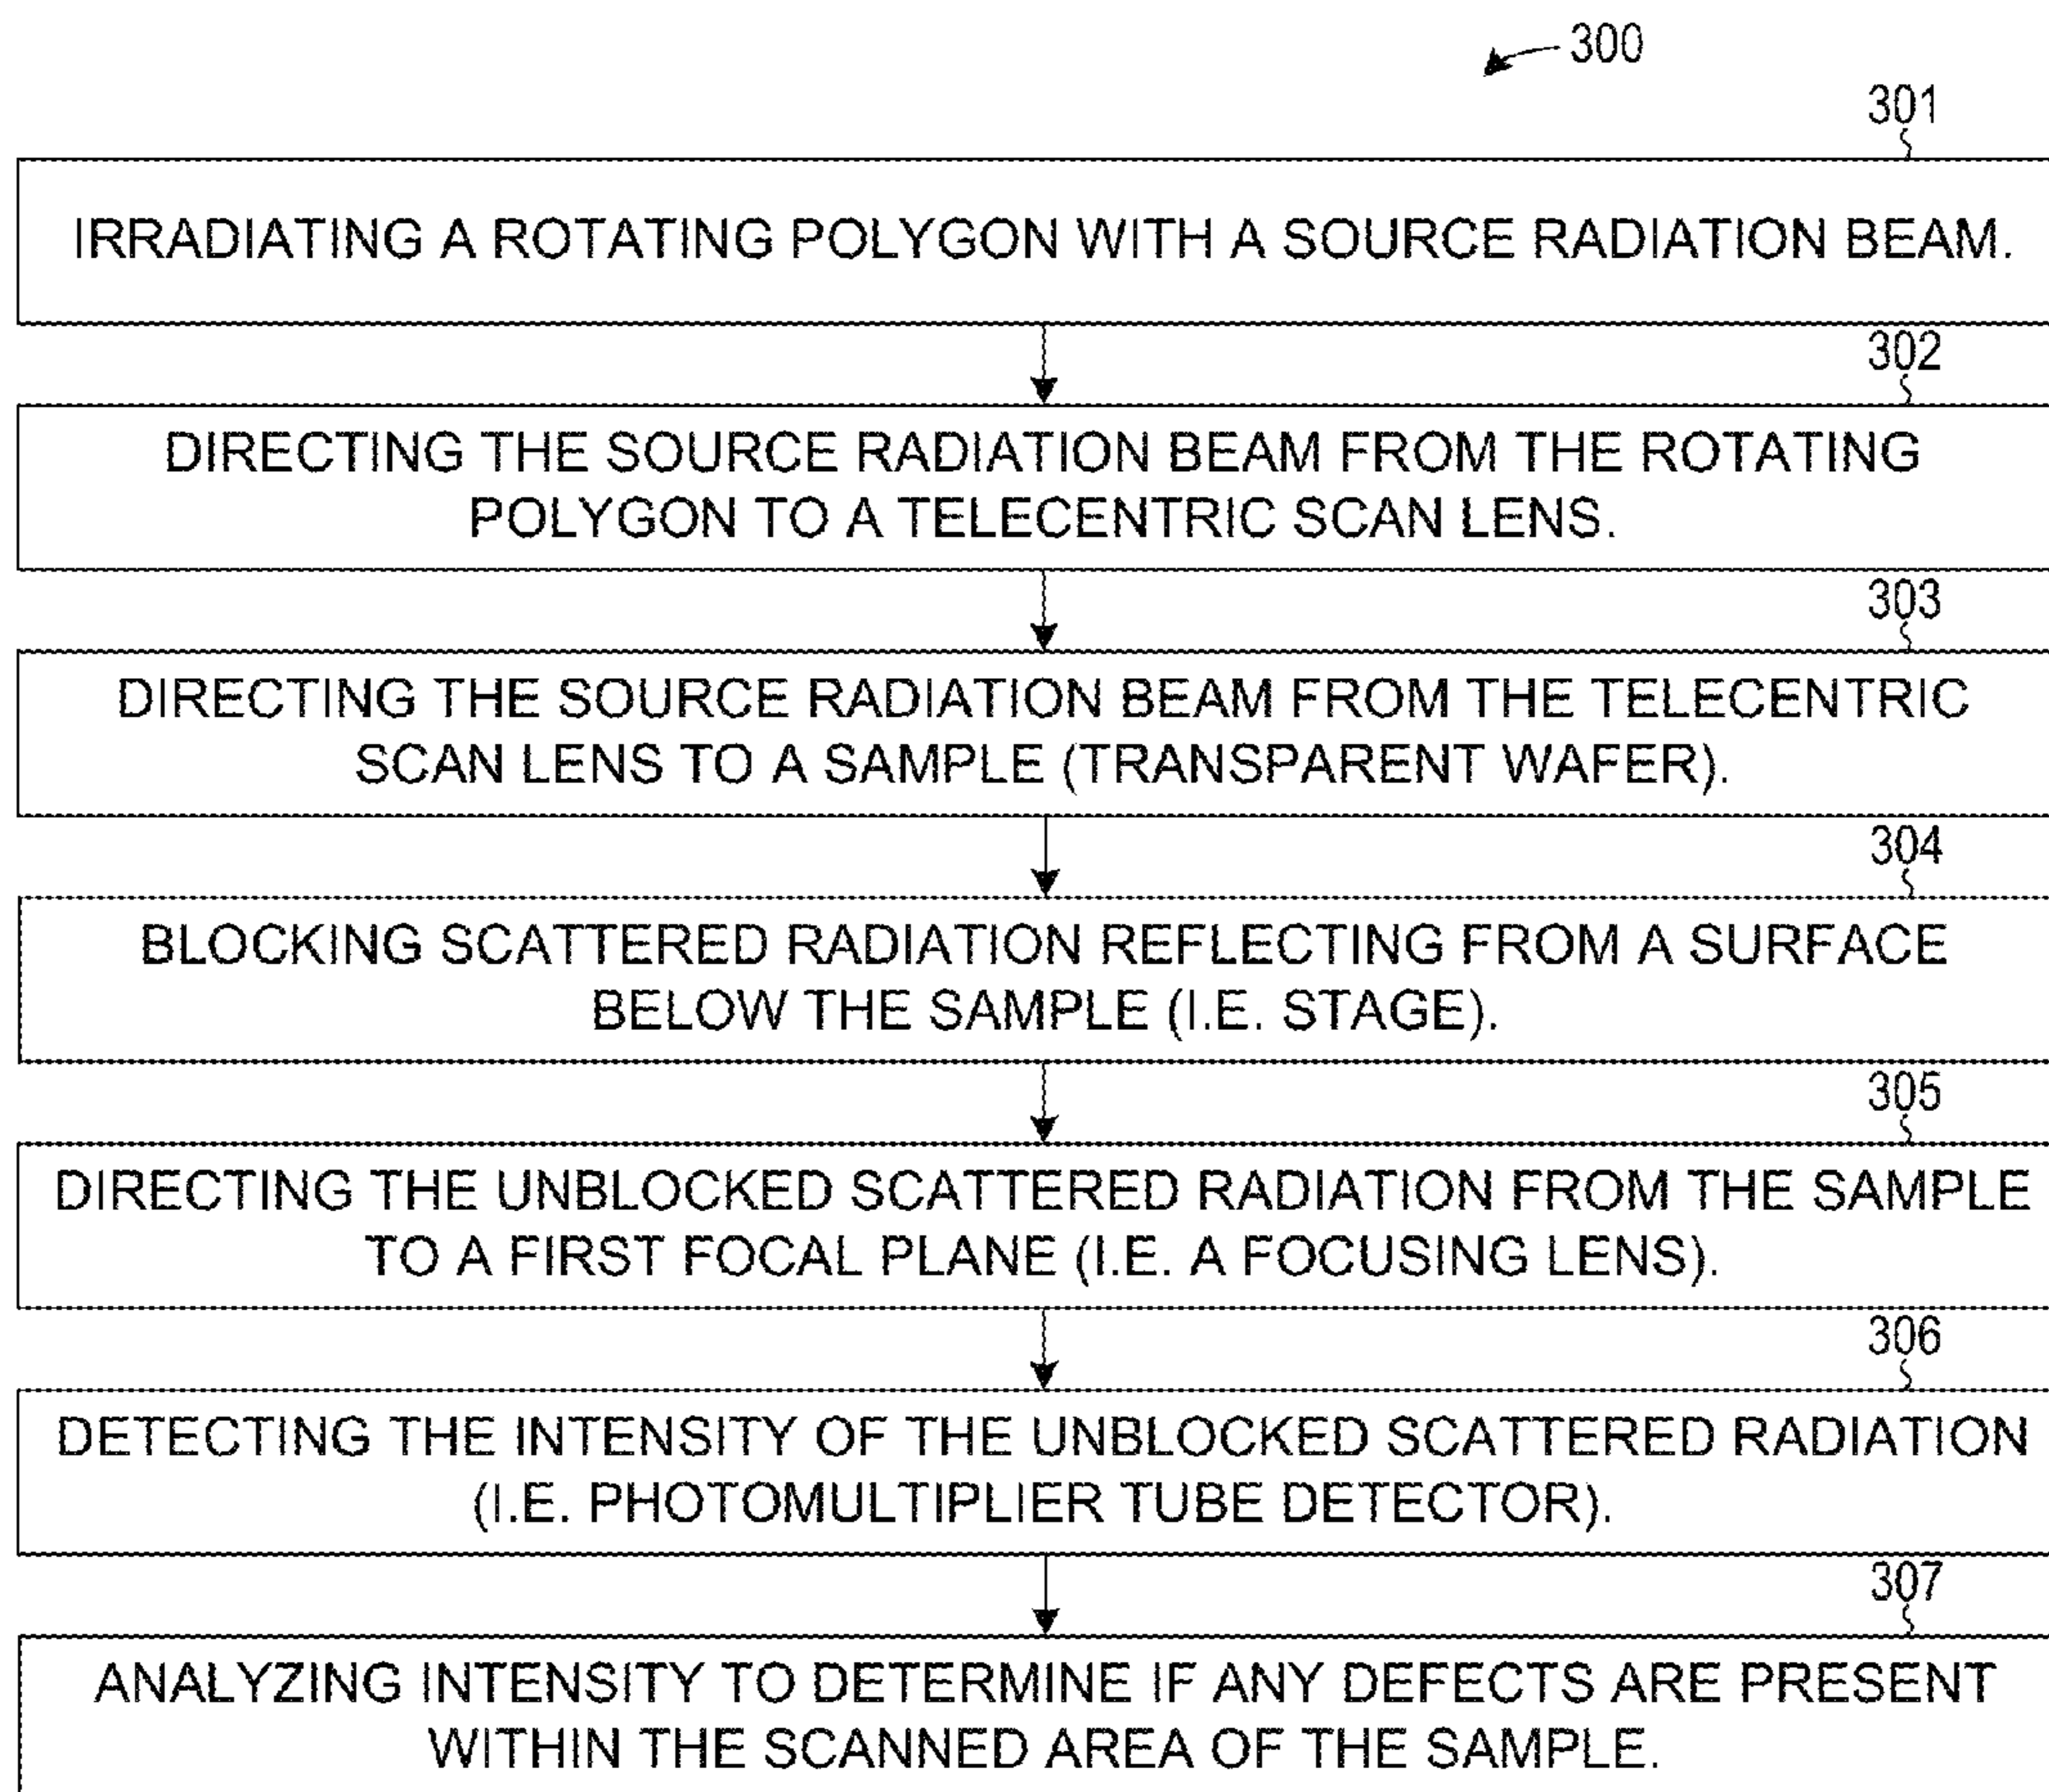 300
301
IRRADIATING A ROTATING POLYGON WITH A SOURCE RADIATION BEAM.
302
DIRECTING THE SOURCE RADIATION BEAM FROM THE ROTATING
POLYGON TO A TELECENTRIC SCAN LENS.
303
DIRECTING THE SOURCE RADIATION BEAM FROM THE TELECENTRIC
SCAN LENS TO A SAMPLE (TRANSPARENT WAFER).
304
BLOCKING SCATTERED RADIATION REFLECTING FROM A SURFACE
BELOW THE SAMPLE (I.E. STAGE).
305
DIRECTING THE UNBLOCKED SCATTERED RADIATION FROM THE SAMPLE
TO A FIRST FOCAL PLANE (I.E. A FOCUSING LENS).
306
DETECTING THE INTENSITY OF THE UNBLOCKED SCATTERED RADIATION
(I.E. PHOTOMULTIPLIER TUBE DETECTOR).
307
ANALYZING INTENSITY TO DETERMINE IF ANY DEFECTS ARE PRESENT
WITHIN THE SCANNED AREA OF THE SAMPLE.